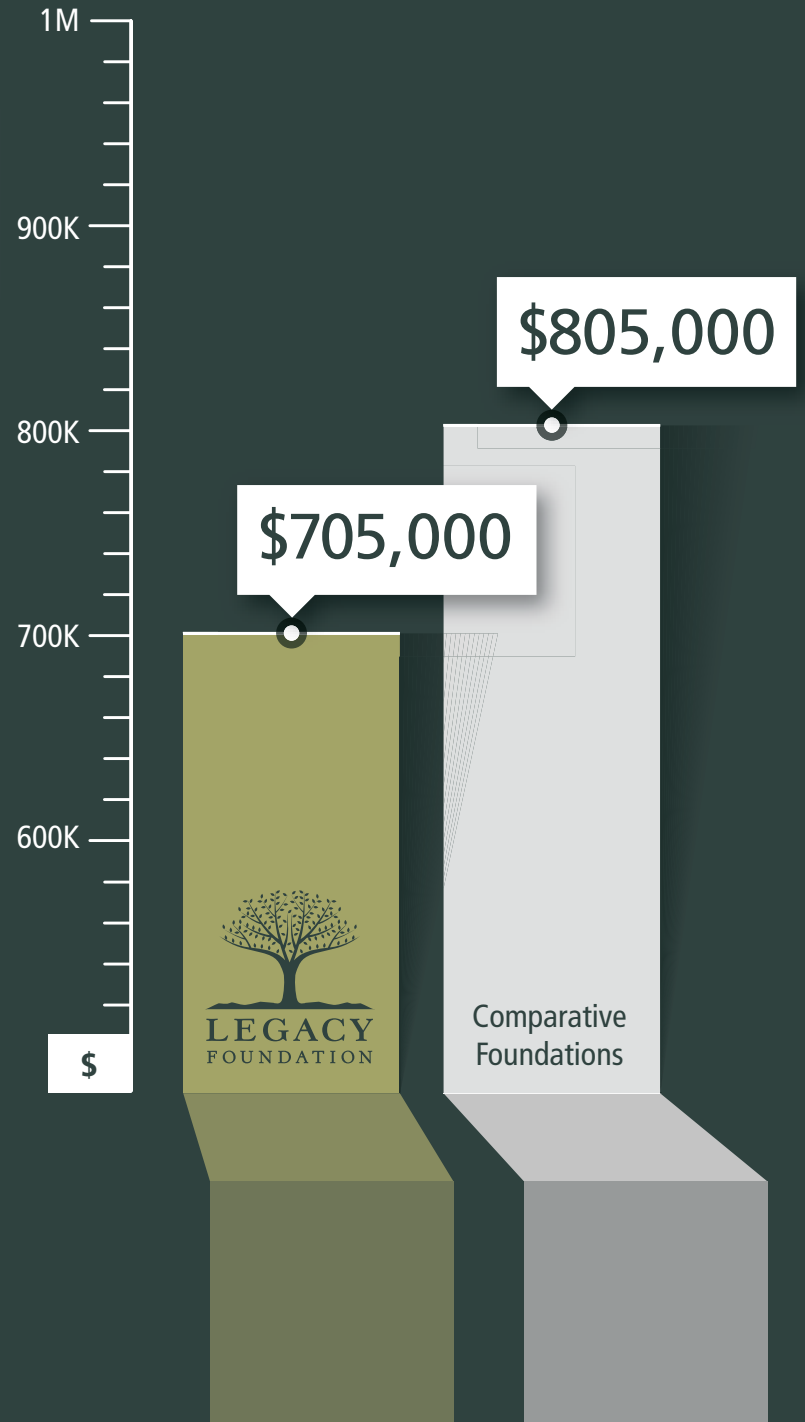 1M
900K
$805,000
800K
$705,000
700K
600K
LEGACY
FOUNDATION
Comparative
Foundations
$